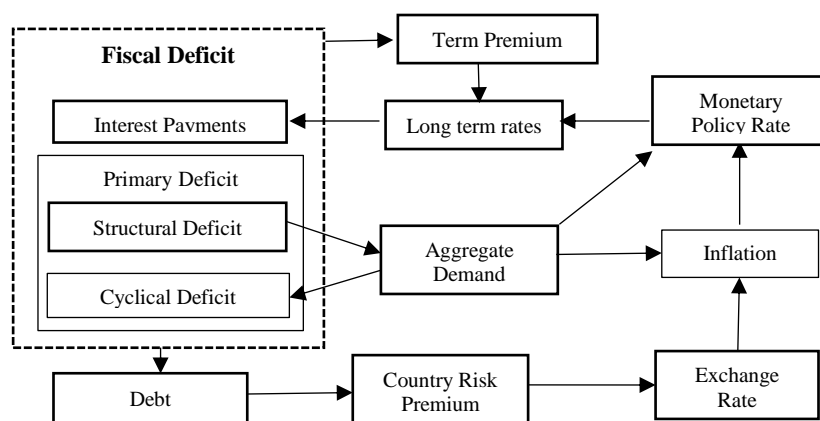 Fiscal Deficit
Term Premium
Interest Payments
Long term rates
Monetary
Policy Rate
Primary Deficit
Structural Deficit
Aggregate
Demand
Inflation
Cyclical Deficit
Debt
Country Risk
Premium
Exchange
Rate